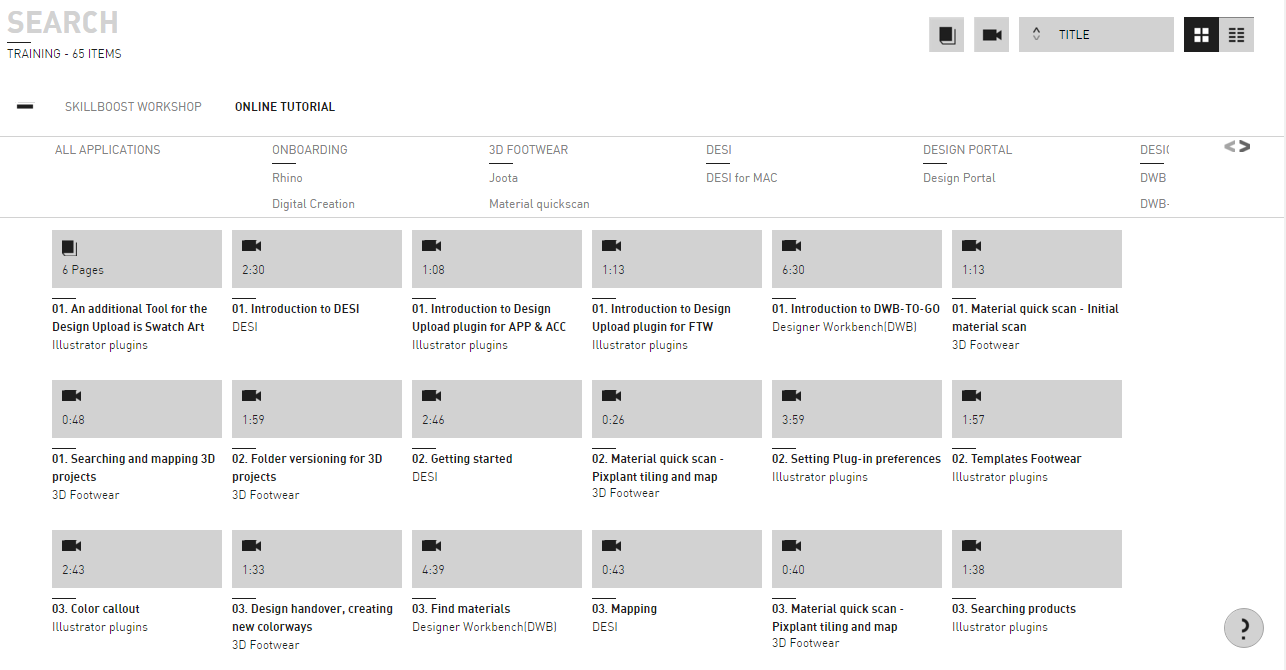 SEARCH
TRAINING - 65 ITEMS
TITLE
SKILLBOOST WORKSHOP
ONLINE TUTORIAL
ALL APPLICATIONS
ONBOARDING
Rhino
Digital Creation
3D FOOTWEAR
Joota
Material quickscan
DESI
DESI for MAC
DESIGN PORTAL
Design Portal
DWB
DWB-
6 Pages
01. An additional Tool for the
Design Upload is Swatch Art
Illustrator plugins
2:30
01. Introduction to DESI
DESI
1:08
01. Introduction to Design
Upload plugin for APP & ACC
Illustrator plugins
1:13
01. Introduction to Design
Upload plugin for FTW
Illustrator plugins
6:30
01. Introduction to DWB-TO-GO
Designer Workbench(DWB)
1:13
01. Material quick scan - Initial
material scan
3D Footwear
0:48
01. Searching and mapping 3D
projects
3D Footwear
1:59
02. Folder versioning for 3D
projects
3D Footwear
2:46
02. Getting started
DESI
0:26
02. Material quick scan -
Pixplant tiling and map
3D Footwear
3:59
02. Setting Plug-in preferences
Illustrator plugins
1:57
02. Templates Footwear
Illustrator plugins
2:43
03. Color callout
Illustrator plugins
1:33
03. Design handover, creating
new colorways
3D Footwear
4:39
03. Find materials
Designer Workbench(DWB)
0:43
03. Mapping
DESI
0:40
03. Material quick scan -
Pixplant tiling and map
3D Footwear
1:38
03. Searching products
Illustrator plugins
?